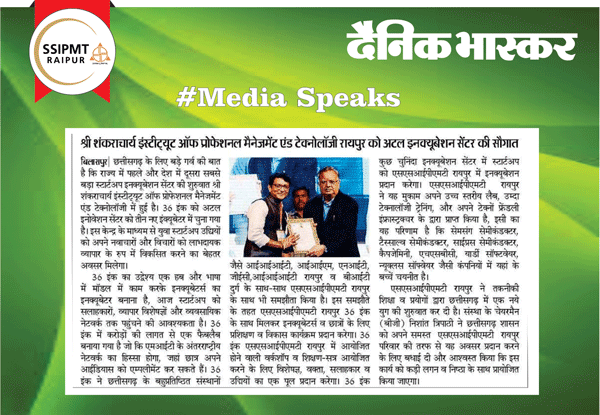 SSIPMT
RAIPUR
दैनिक भास्कर
#Media Speaks
श्री शंकराचार्य इंस्टीट्यूट ऑफ प्रोफेशनल मैनेजमेंट एंड टेक्नोलॉजी रायपुर को अटल इनक्यूबेशन सेंटर की सौगात
बिलासपुर| छत्तीसगढ़ के लिए बड़े गर्व की बात
है कि राज्य में पहले और देश में दूसरा सबसे
बड़ा स्टार्टअप इनक्यूबेशन सेंटर की शुरुवात श्री
शंकराचार्य इंस्टीट्यूट ऑफ प्रोफेशनल मैनेजमेंट
एंड टेक्नोलॉजी में हुई है। 36 इंक को अटल
इनोवेशन सेंटर को तीन नए इंक्यूबेटर में चुना गया
है। इस केन्द्र के माध्यम से युवा स्टार्टअप उद्यियों
को अपने नवाचारों और विचारों को लाभदायक
व्यापार के रुप में विकसित करने का बेहतर
अवसर मिलेगा।
36 इंक का उद्देश्य एक हब और भाषा
में मॉडल में काम करके इनक्यूबेटर्स का
इनक्यूबेटर बनाना है, आज स्टार्टअप को
सलाहकारों, व्यापार विशेषज्ञों और व्यवसायिक
नेटवर्क तक पहुंचने की आवश्यकता है। 36
इंक में करोड़ों की लागत से एक फैबलैब
बनाया गया है जो कि एमआईटी के अंतरराष्ट्रीय
नेटवर्क का हिस्सा होगा, जहां छात्र अपने
आईडियास को एम्पलीमेंट कर सकते हैं। 36
इंक ने छत्तीसगढ़ के बहुप्रतिष्ठित संस्थानों
जैसे आईआईआईटी, आईआईएम, एनआईटी,
जीईसी,आईआईआईटी रायपुर व बीआईटी
दुर्ग के साथ-साथ एसएसआईपीएमटी रायपुर
के साथ भी समझौता किया है। इस समझौते
के तहत एसएसआईपीएमटी रायपुर 36 इंक
के साथ मिलकर इनक्यूबेटर्स व छात्रों के लिए
प्रशिक्षण व विकास कार्यक्रम प्रदान करेगा। 36
इंक एसएसआईपीएमटी रायपुर में आयोजित
होने वाली वर्कशॉप व शिक्षण-सत्र आयोजित
करने के लिए विशेषज्ञ, वक्ता, सलाहकार व
उद्यियों का एक पूल प्रदान करेगा। 36 इंक
कुछ चुनिंदा इनक्यूबेशन सेंटर में स्टार्टअप
को एसएसआईपीएमटी रायपुर में इनक्यूबेशन
प्रदान करेगा। एसएसआईपीएमटी रायपुर
ने यह मुकाम अपने उच्च स्तरीय लैब, उम्दा
टेक्नालॉजी ट्रेनिंग, और अपने टेक्नो फ्रेंडली
इंफ्रास्टक्चर के द्वारा प्राप्त किया है, इसी का
यह परिणाम है कि सेमसंग सेमीकंडक्टर,
टैस्साल्व सेमीकंडक्टर, साईप्रस सेमीकंडक्टर,
कैपजेमिनी, एचएसबीसी, यार्डी सॉफ्टवेयर,
न्यूक्लस सॉफ्टवेयर जैसी कंपनियों में यहां के
बच्चें चयनीत है।
एसएसआईपीएमटी रायपुर ने तकनीकी
शिक्षा व प्रयोगों द्वारा छत्तीसगढ़ में एक नये
युग की शुरुवात कर दी है। संस्था के चेयरमैन
(बीजी) निशांत त्रिपाठी ने छत्तीसगढ़ शासन
को अपने समस्त एसएसआईपीएमटी रायपुर
परिवार की तरफ से यह अवसर प्रदान करने
के लिए बधाई दी और आश्वस्त किया कि इस
कार्य को कड़ी लगन व निष्ठा के साथ प्रायोजित
किया जाएगा।